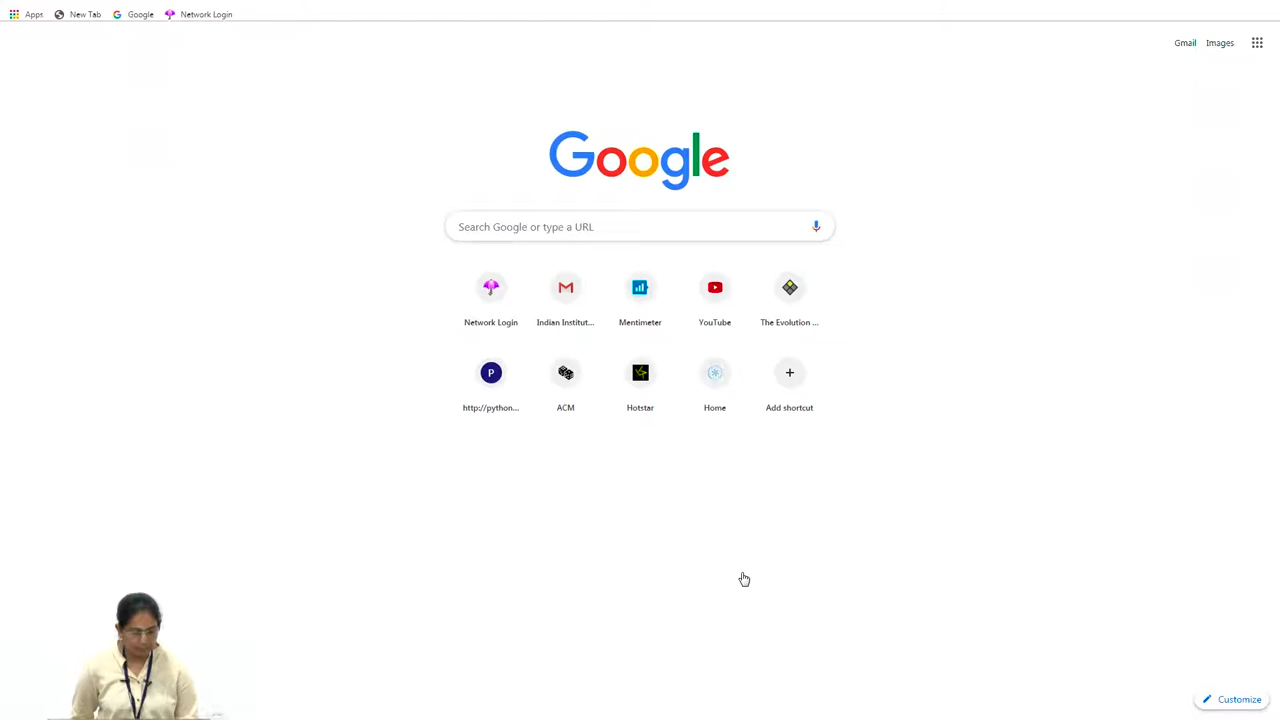 Apps New Tab Google Network Login
Gmail Images
Google
Search Google or type a URL
Network Login Indian Institut... Mentimeter YouTube The Evolution ...
P
http://python... ACM Hotstar Home Add shortcut
Customize